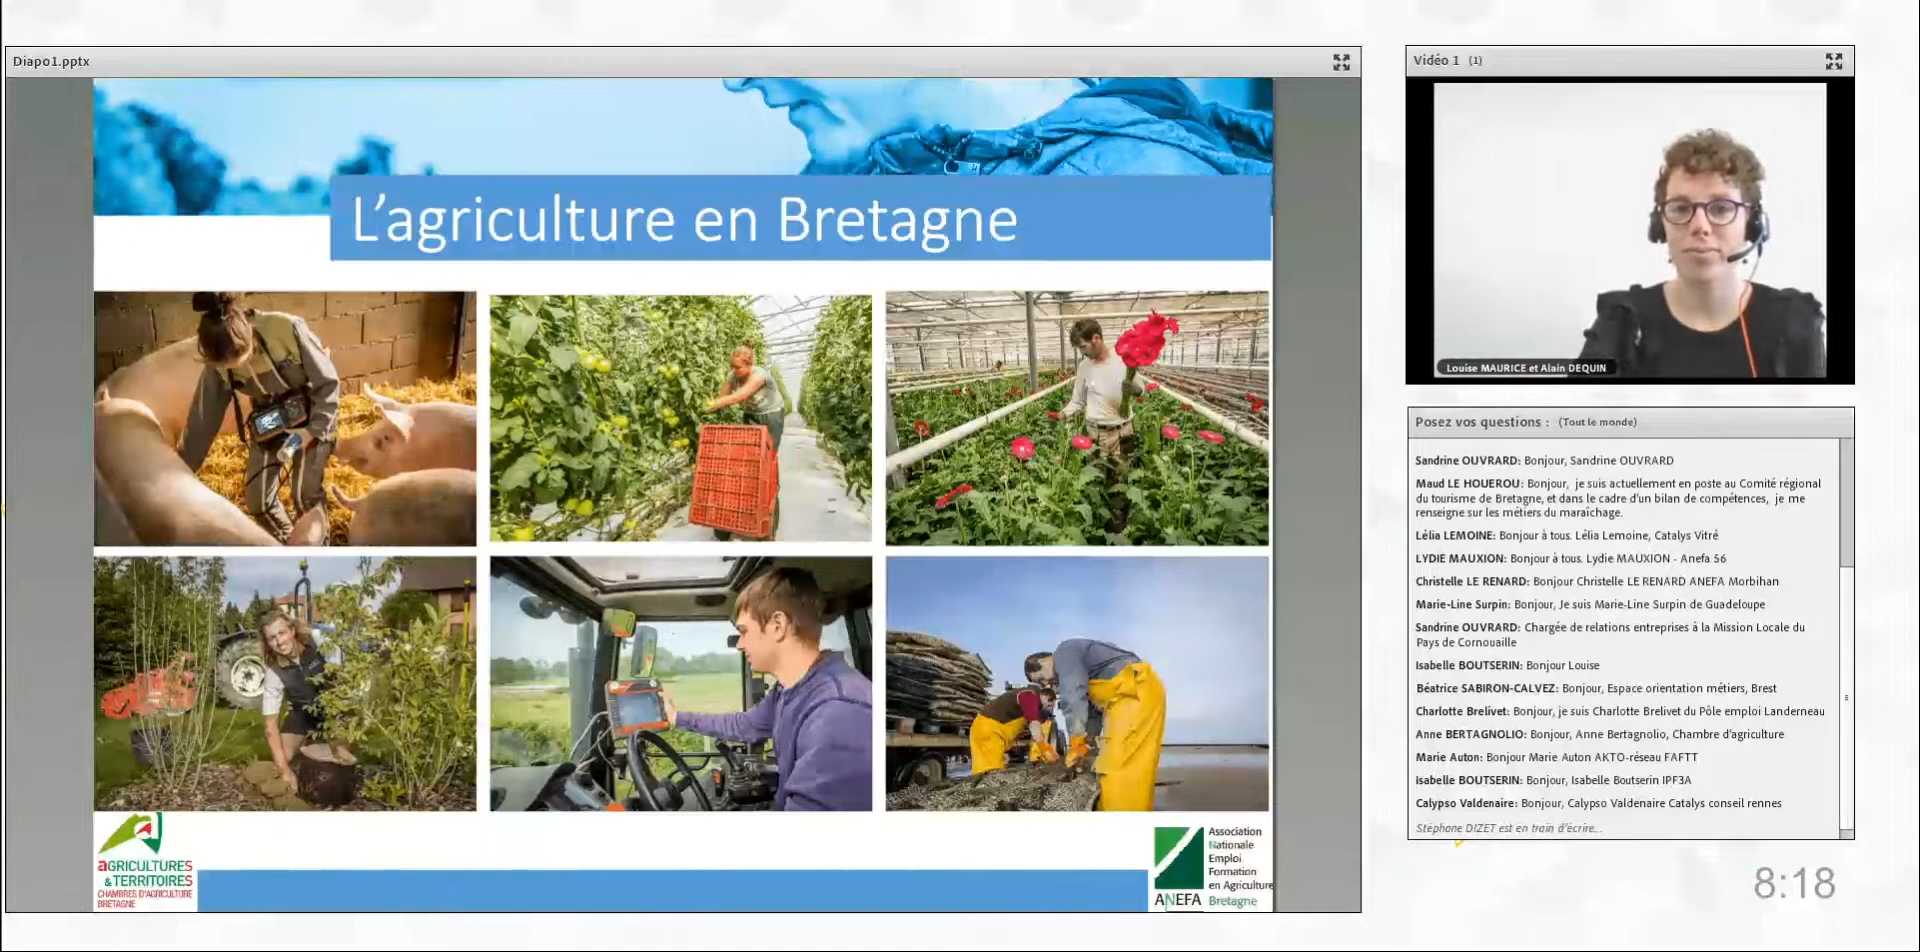 Diapo1.pptx
L'agriculture en Bretagne
aGRICULTURES
&TERRITOIRES
CHAMBRES D'AGRICULTURE
BRETAGNE
Association
Nationale
Emploi
Formation
en Agriculture
ANEFA Bretagne
Vidéo 1 (1)
Louise MAURICE et Alain DEQUIN
Posez vos questions : (Tout le monde)
Sandrine OUVRARD: Bonjour, Sandrine OUVRARD
Maud LE HOUEROU: Bonjour, je suis actuellement en poste au Comité régional
du tourisme de Bretagne, et dans le cadre d'un bilan de compétences, je me
renseigne sur les métiers du maraîchage.
Lélia LEMOINE: Bonjour à tous. Lélia Lemoine, Catalys Vitré
LYDIE MAUXION: Bonjour à tous. Lydie MAUXION - Anefa 56
Christelle LE RENARD: Bonjour Christelle LE RENARD ANEFA Morbihan
Marie-Line Surpin: Bonjour, Je suis Marie-Line Surpin de Guadeloupe
Sandrine OUVRARD: Chargée de relations entreprises à la Mission Locale du
Pays de Cornouaille
Isabelle BOUTSERIN: Bonjour Louise
Béatrice SABIRON-CALVEZ: Bonjour, Espace orientation métiers, Brest
Charlotte Brelivet: Bonjour, je suis Charlotte Brelivet du Pôle emploi Landerneau
Anne BERTAGNOLIO: Bonjour, Anne Bertagnolio, Chambre d'agriculture
Marie Auton: Bonjour Marie Auton AKTO-réseau FAFTT
Isabelle BOUTSERIN: Bonjour, Isabelle Boutserin IPF3A
Calypso Valdenaire: Bonjour, Calypso Valdenaire Catalys conseil rennes
Stéphane DIZET est en train d'écrire...
8:18